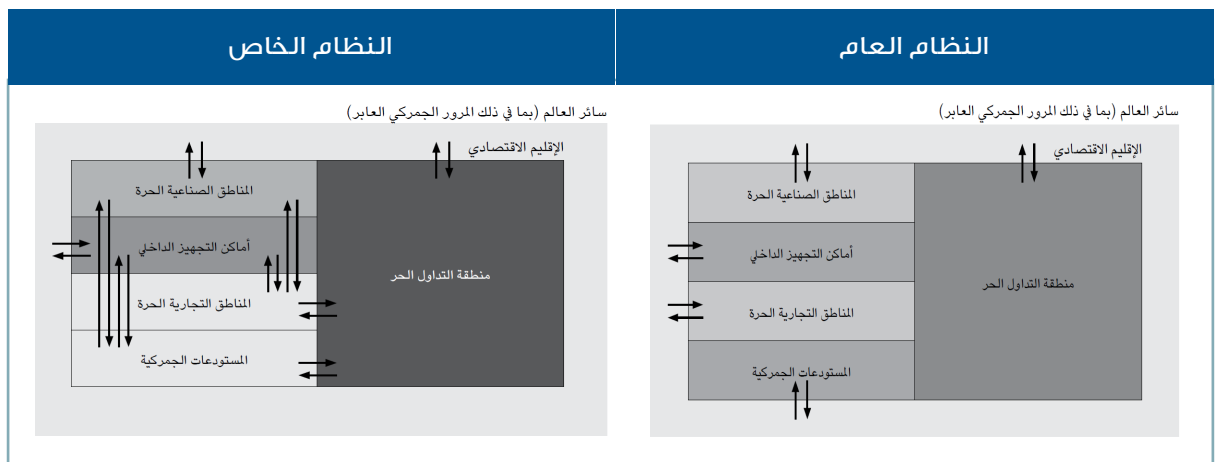 النظام العام
النظام الخاص
سائر العالم (بما في ذلك المرور الجمركي العابر)
الإقليم الاقتصادي
المناطق الصناعية الحرة
أماكن التجهيز الداخلي
منطقة التداول الحر
المناطق التجارية الحرة
المستودعات الجمركية
سائر العالم (بما في ذلك المرور الجمركي العابر)
الإقليم الاقتصادي
المناطق الصناعية الحرة
أماكن التجهيز الداخلي
منطقة التداول الحر
المناطق التجارية الحرة
المستودعات الجمركية